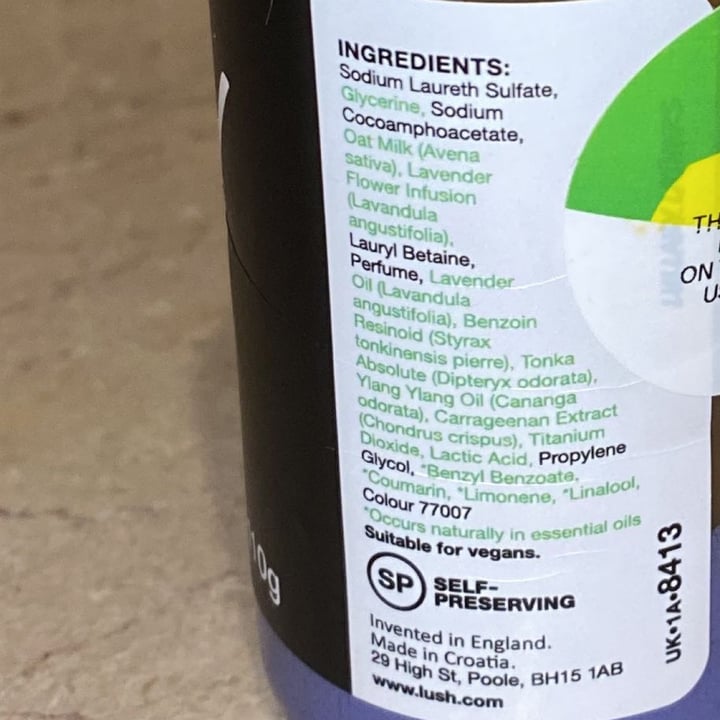 INGREDIENTS:
Sodium Laureth Sulfate,
Glycerine, Sodium
Cocoamphoacetate,
Oat Milk (Avena
sativa), Lavender
Flower Infusion
(Lavandula
angustifolia),
Lauryl Betaine,
Perfume, Lavender
Oil (Lavandula
angustifolia), Benzoin
Resinoid (Styrax
tonkinensis pierre), Tonka
Absolute (Dipteryx odorata),
Ylang Ylang Oil (Cananga
odorata), Carrageenan Extract
(Chondrus crispus), Titanium
Dioxide, Lactic Acid, Propylene
Glycol, *Benzyl Benzoate,
*Coumarin, *Limonene, *Linalool,
Colour 77007
*Occurs naturally in essential oils
Suitable for vegans.
SP SELF-
PRESERVING
Invented in England.
Made in Croatia.
29 High St, Poole, BH15 1AB
www.lush.com
UK•1A•8413
10g
TH
ON